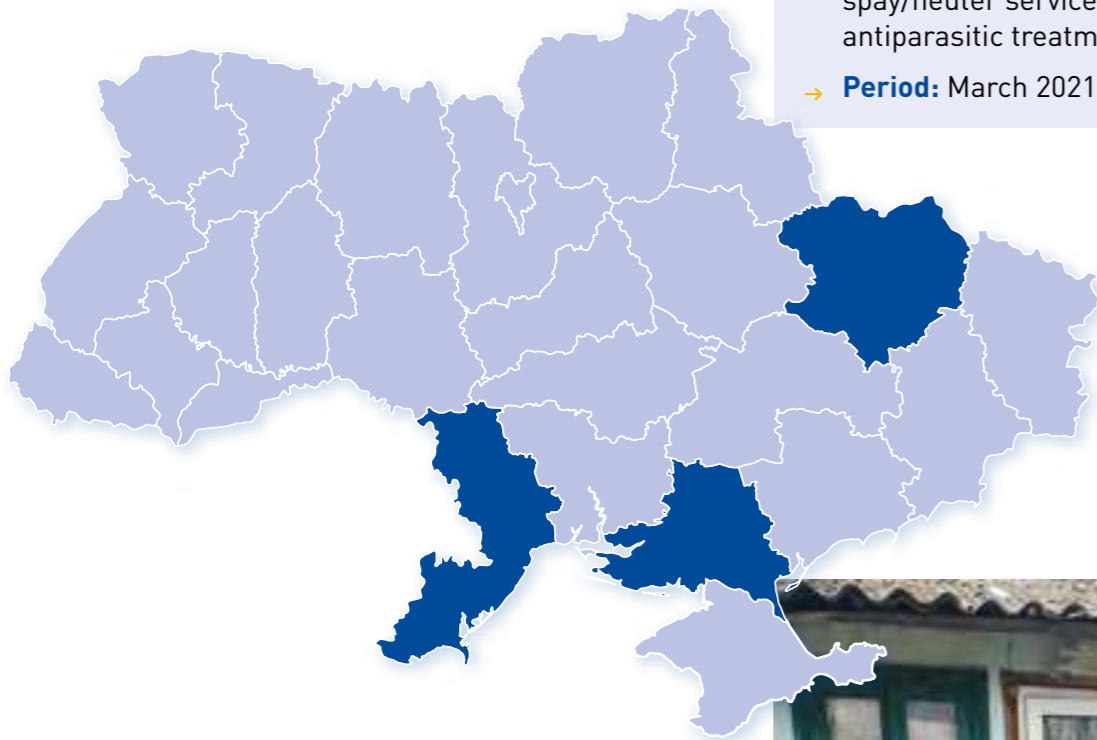 spay/neuter service
antiparasitic treatm
→ Period: March 2021